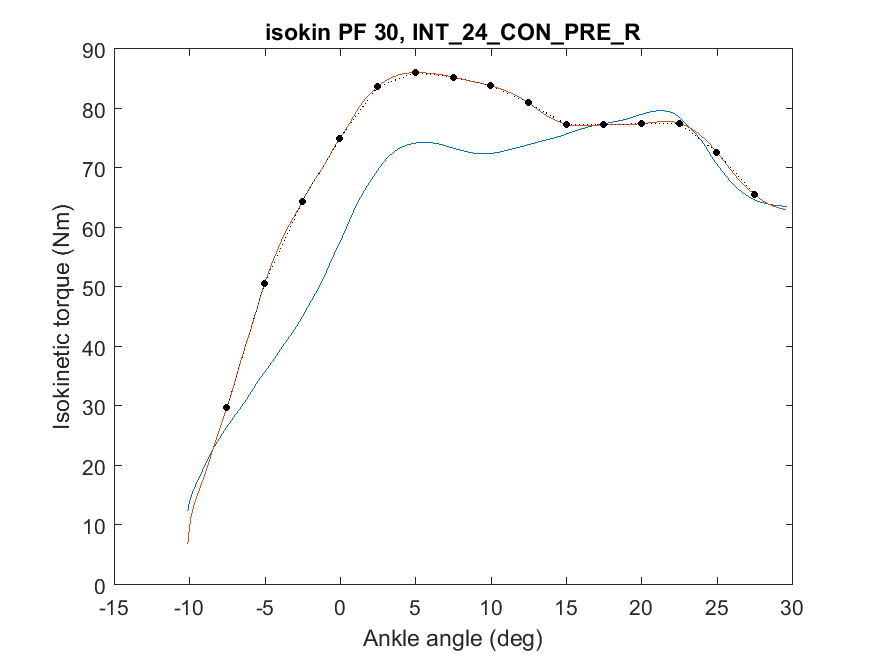 isokin PF 30, INT_24_CON_PRE_R
90
80
70
60
50
40
30
20
10
0
Isokinetic torque (Nm)
-15 -10 -5 0 5 10 15 20 25 30
Ankle angle (deg)